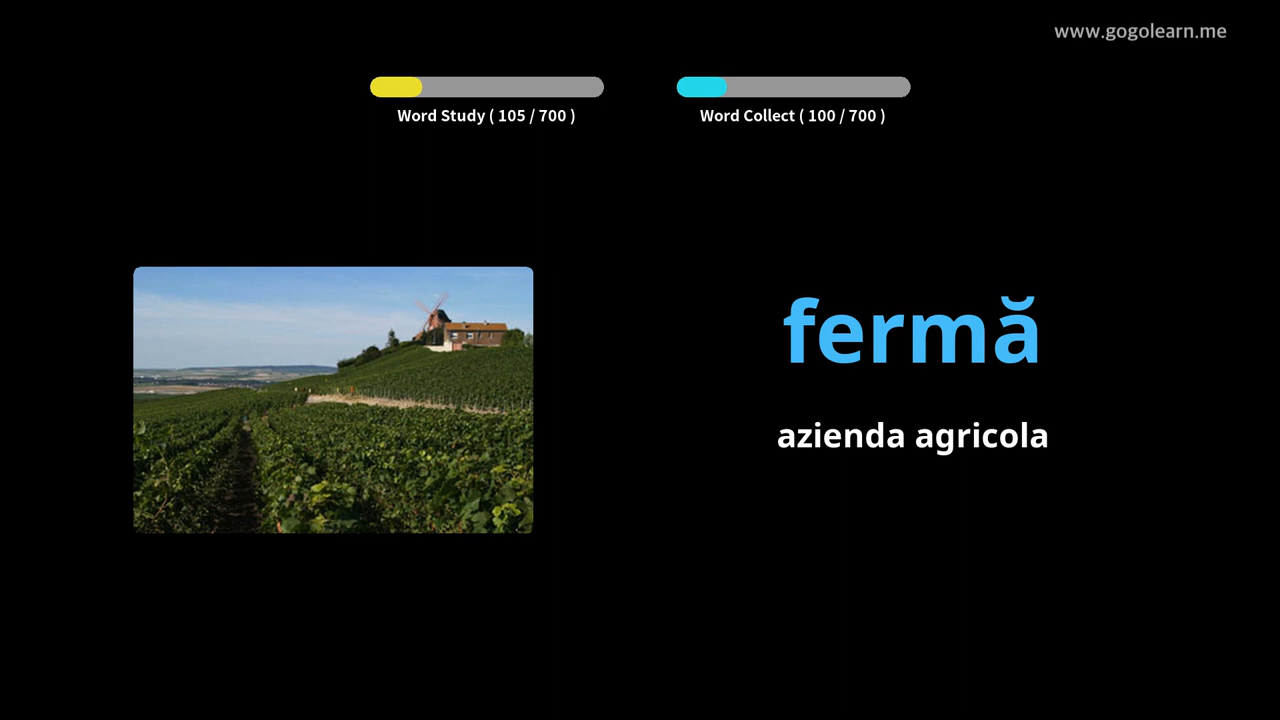 www.gogolearn.me
Word Study ( 105 / 700 )
Word Collect ( 100 / 700 )
fermă
azienda agricola